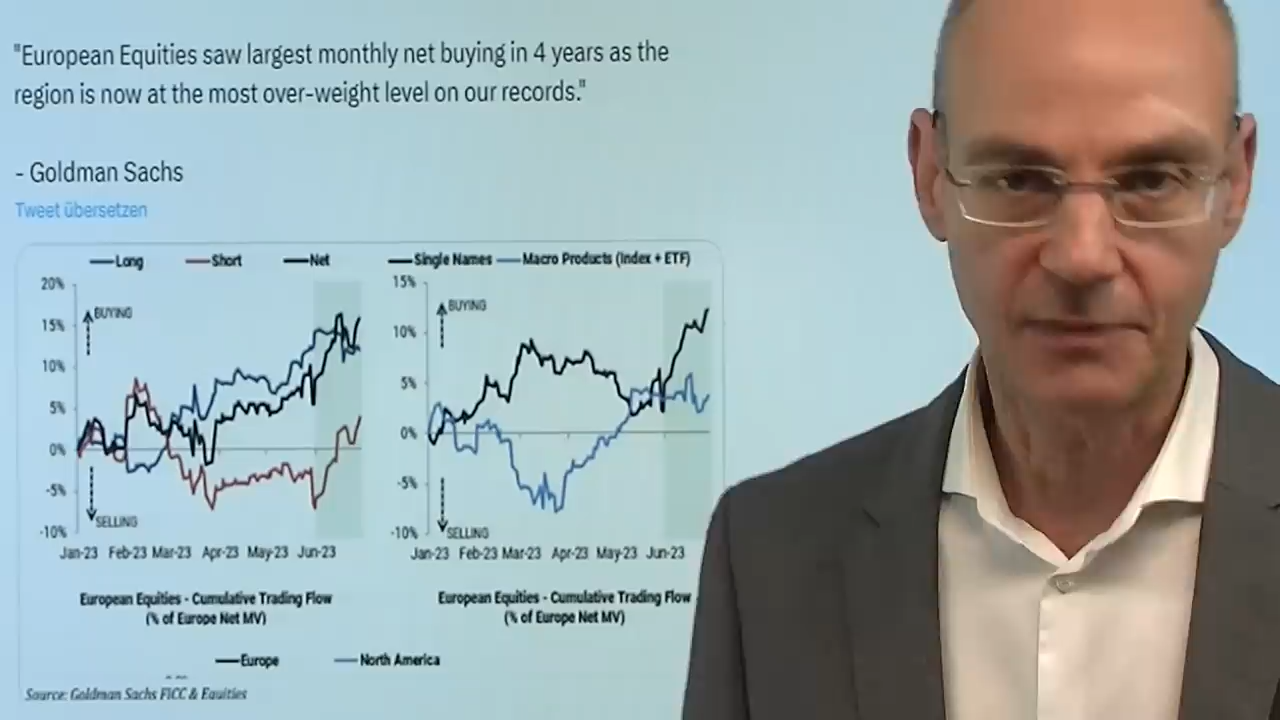 "European Equities saw largest monthly net buying in 4 years as the
region is now at the most over-weight level on our records."
- Goldman Sachs
Tweet übersetzen
Long Short Net
20%
15%
10%
5%
0%
-5%
-10%
BUYING
SELLING
Jan-23 Feb-23 Mar-23 Apr-23 May-23 Jun-23
European Equities - Cumulative Trading Flow
(% of Europe Net MV)
Single Names Macro Products (Index + ETF)
15%
10%
5%
0%
-5%
-10%
BUYING
SELLING
Jan-23 Feb-23 Mar-23 Apr-23 May-23 Jun-23
European Equities - Cumulative Trading Flow
(% of Europe Net MV)
Europe North America
Source: Goldman Sachs FICC & Equities